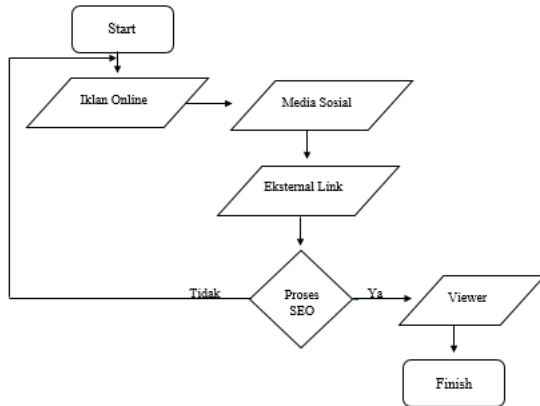 Start
Iklan Online
Media Sosial
Eksternal Link
Proses
SEO
Tidak
Ya
Viewer
Finish